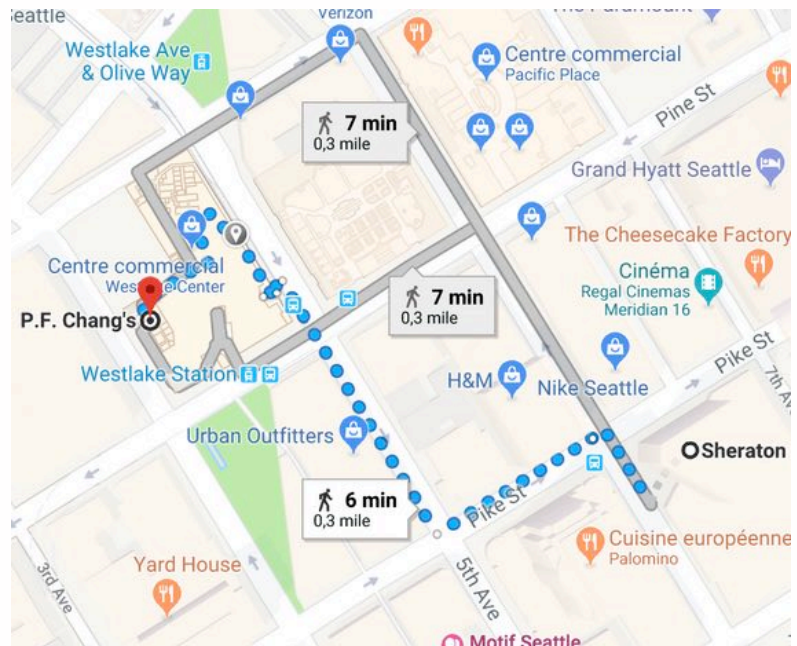 Seattle
Verizon
The Paramount
Westlake Ave
& Olive Way
Centre commercial
Pacific Place
7 min
0,3 mile
Pine St
Grand Hyatt Seattle
The Cheesecake Factory
Centre commercial
Westlake Center
Cinéma
Regal Cinemas
Meridian 16
7 min
0,3 mile
P.F. Chang's
Pike St
Westlake Station
H&M
Nike Seattle
7th Ave
Urban Outfitters
Sheraton
6 min
0,3 mile
Pike St
Cuisine européenne
Palomino
Yard House
3rd Ave
5th Ave
Motif Seattle